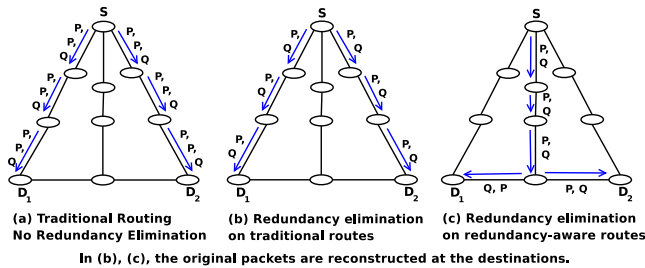 S
P,
Q
P,
Q
P,
Q
P,
Q
P,
Q
P,
Q
D1
D2
(a) Traditional Routing
No Redundancy Elimination
S
P,
Q
P,
Q
P,
Q
P,
Q
P,
Q
P,
Q
D1
D2
(b) Redundancy elimination
on traditional routes
S
P,
Q
P,
Q
P,
Q
Q, P
P, Q
D1
D2
(c) Redundancy elimination
on redundancy-aware routes
In (b), (c), the original packets are reconstructed at the destinations.